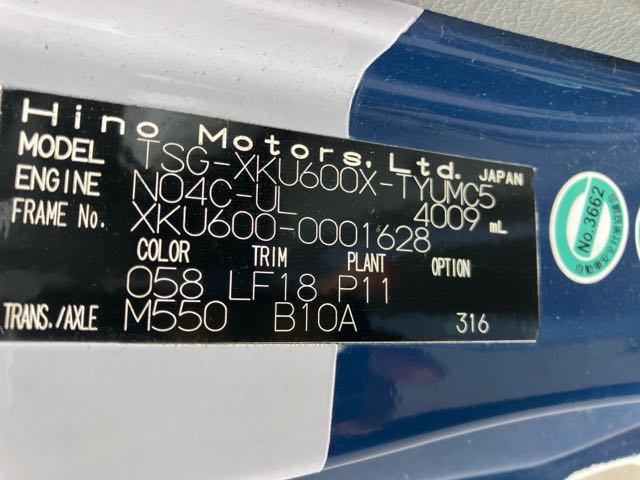 Hino Motors, Ltd. JAPAN
MODEL TSG-XKU600X-TYUMC5
ENGINE N04C-UL 4009 mL
FRAME No. XKU600-0001628
COLOR TRIM PLANT OPTION
058 LF18 P11
TRANS./AXLE M550 B10A 316
No.3662